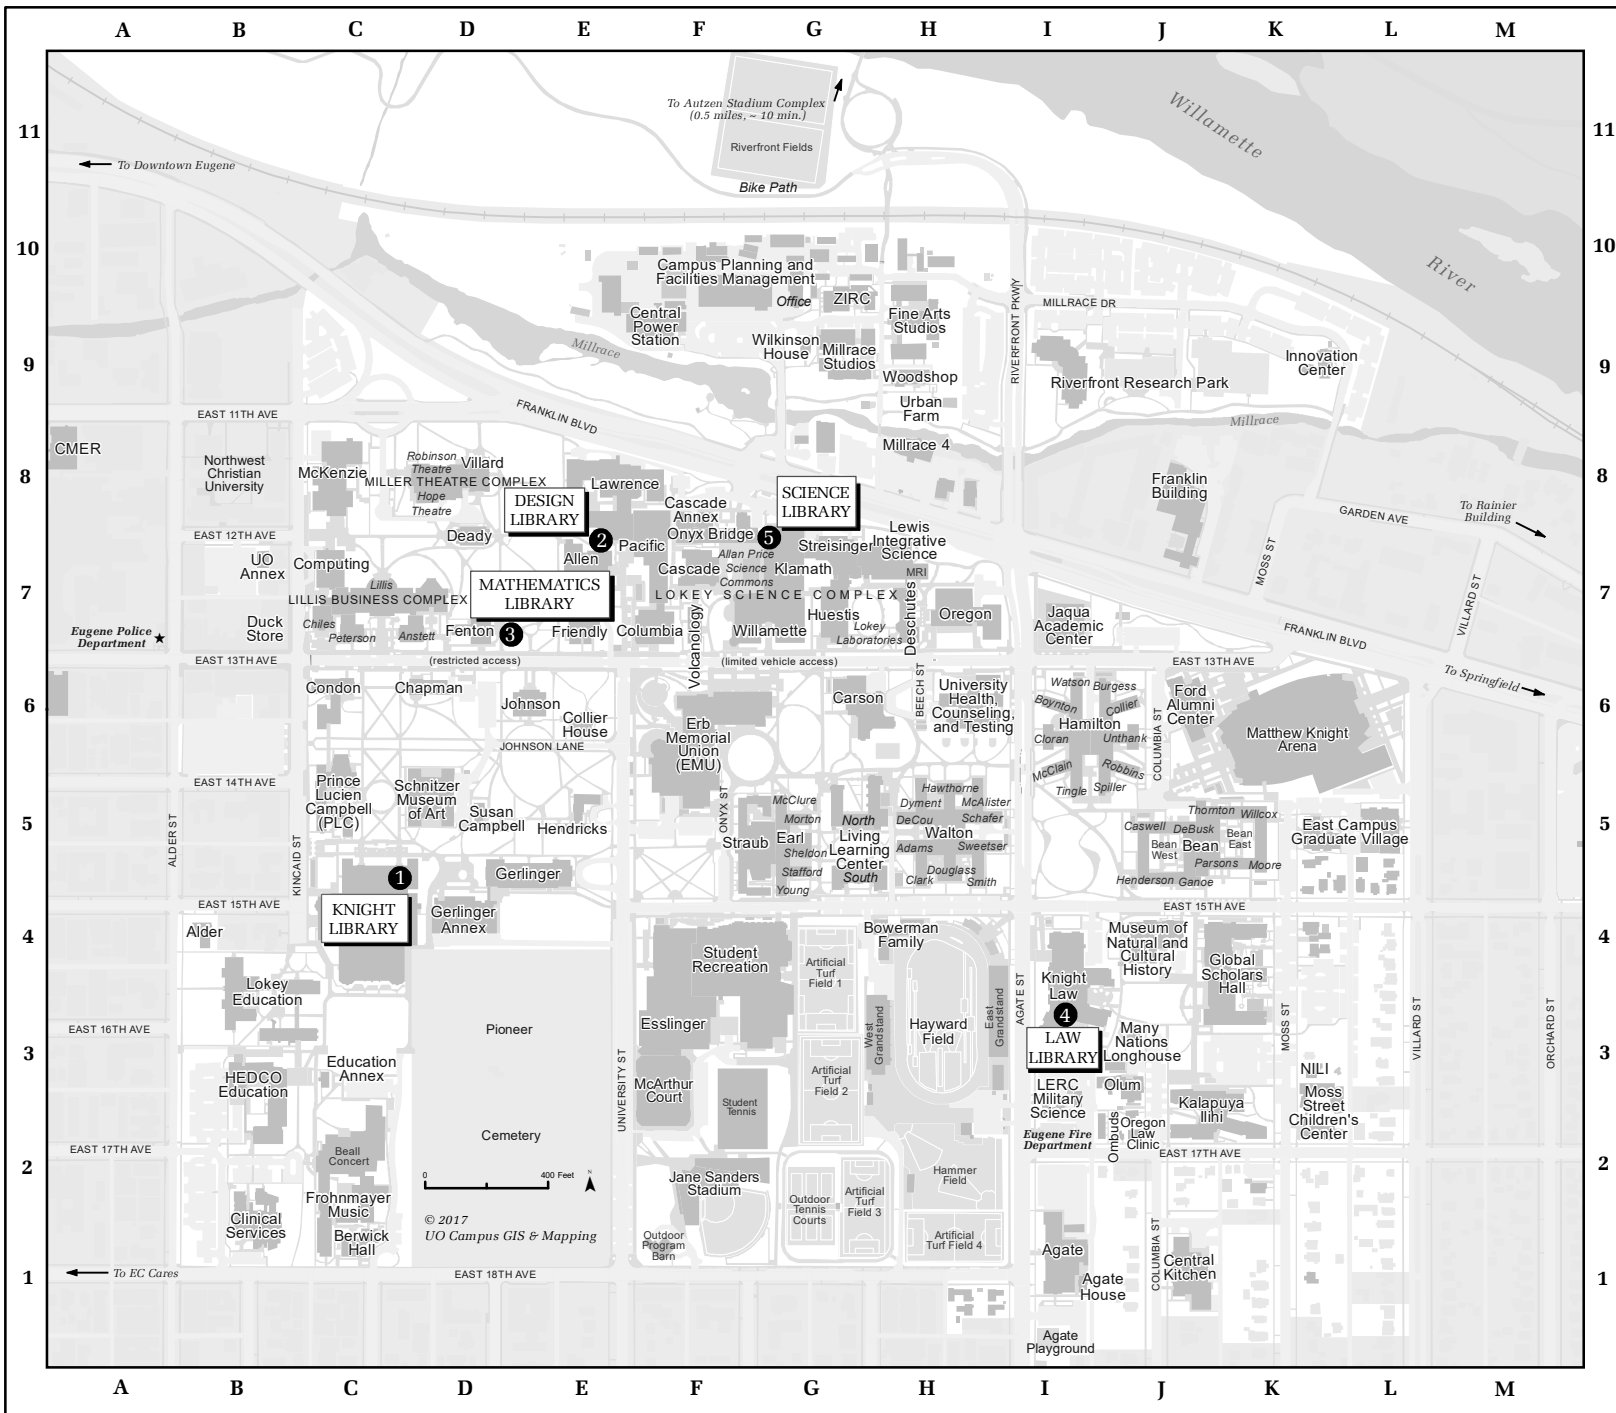 A B C D E F G H I J K L M
11
11
10
10
9
9
8
8
7
7
6
6
5
5
4
4
3
3
2
2
1
1
A B C D E F G H I J K L M
To Autzen Stadium Complex
(0.5 miles, ~ 10 min.)
Riverfront Fields
Bike Path
Willamette
River
To Downtown Eugene
Campus Planning and
Facilities Management
Office
ZIRC
Central
Power
Station
Fine Arts
Studios
RIVERFRONT PKWY
MILLRACE DR
Millrace
Wilkinson
House
Millrace
Studios
Woodshop
Urban
Farm
Millrace 4
Riverfront Research Park
Innovation
Center
Millrace
FRANKLIN BLVD
EAST 11TH AVE
CMER
Northwest
Christian
University
McKenzie
Robinson
Theatre
Villard
MILLER THEATRE COMPLEX
Hope
Theatre
Lawrence
DESIGN
LIBRARY
2
SCIENCE
LIBRARY
5
Cascade
Annex
Onyx Bridge
Franklin
Building
GARDEN AVE
To Rainier
Building
EAST 12TH AVE
Deady
Allen
Pacific
Streisinger
Lewis
Integrative
Science
MRI
UO
Annex
Computing
Lillis
LILLIS BUSINESS COMPLEX
MATHEMATICS
LIBRARY
3
Cascade
Allan Price
Science
Commons
Klamath
LOKEY SCIENCE COMPLEX
Deschutes
Oregon
Jaqua
Academic
Center
MOSS ST
VILLARD ST
FRANKLIN BLVD
Duck
Store
Chiles
Peterson
Anstett
Fenton
Friendly
Columbia
Volcanology
Willamette
Huestis
Lokey
Laboratories
Eugene Police
Department
EAST 13TH AVE
(restricted access)
(limited vehicle access)
EAST 13TH AVE
To Springfield
Condon
Chapman
Johnson
Collier
House
JOHNSON LANE
Erb
Memorial
Union
(EMU)
Carson
BEECH ST
University
Health,
Counseling,
and Testing
Watson
Burgess
Boynton
Collier
Hamilton
Cloran
Unthank
McClain
Robbins
Tingle
Spiller
COLUMBIA ST
Ford
Alumni
Center
Matthew Knight
Arena
EAST 14TH AVE
ALDER ST
KINCAID ST
Prince
Lucien
Campbell
(PLC)
Schnitzer
Museum
of Art
Susan
Campbell
Hendricks
ONYX ST
Straub
McClure
Morton
Earl
Sheldon
Stafford
Young
North
Living
Learning
Center
South
Hawthorne
Dyment
McAlister
DeCou
Schafer
Walton
Adams
Sweetser
Douglass
Clark
Smith
Thornton
Willcox
Caswell
DeBusk
Bean
East
Bean
West
Bean
Parsons
Moore
Henderson
Ganoe
East Campus
Graduate Village
1
KNIGHT
LIBRARY
Gerlinger
Gerlinger
Annex
EAST 15TH AVE
EAST 15TH AVE
Alder
Lokey
Education
Student
Recreation
Esslinger
Artificial
Turf
Field 1
Bowerman
Family
West
Grandstand
Hayward
Field
East
Grandstand
AGATE ST
Knight
Law
4
LAW
LIBRARY
Museum of
Natural and
Cultural
History
Global
Scholars
Hall
Many
Nations
Longhouse
MOSS ST
VILLARD ST
ORCHARD ST
EAST 16TH AVE
Pioneer
Cemetery
UNIVERSITY ST
HEDCO
Education
Education
Annex
McArthur
Court
Student
Tennis
Artificial
Turf
Field 2
LERC
Military
Science
Olum
Kalapuya
Ilihi
NILI
Moss
Street
Children's
Center
Eugene Fire
Department
Ombuds
Oregon
Law
Clinic
EAST 17TH AVE
EAST 17TH AVE
Beall
Concert
0
400 Feet
N
Frohnmayer
Music
Berwick
Hall
Clinical
Services
© 2017
UO Campus GIS & Mapping
Jane Sanders
Stadium
Outdoor
Program
Barn
Outdoor
Tennis
Courts
Artificial
Turf
Field 3
Hammer
Field
Artificial
Turf Field 4
Agate
COLUMBIA ST
Central
Kitchen
Agate
House
Agate
Playground
To EC Cares
EAST 18TH AVE